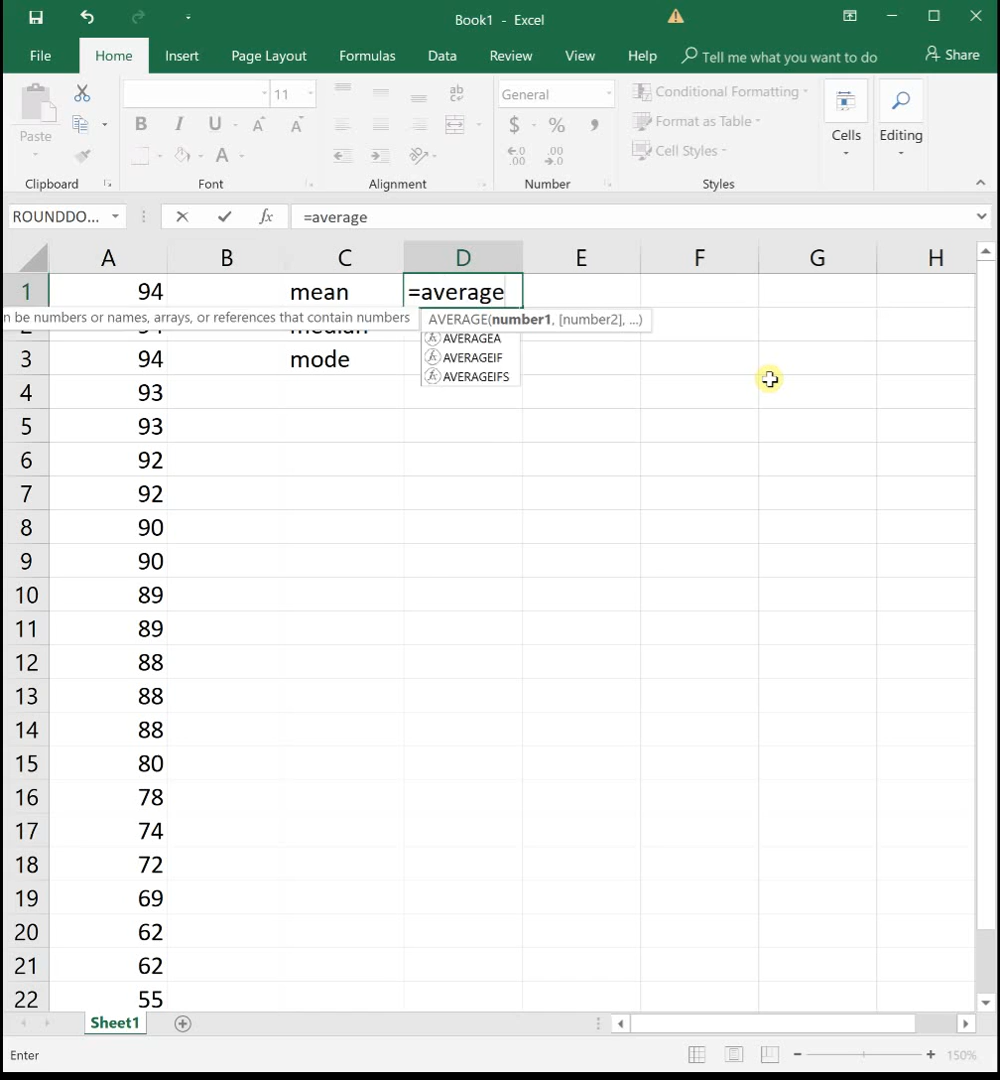 Book1 - Excel
File Home Insert Page Layout Formulas Data Review View Help Tell me what you want to do Share
Paste
11
B I U A A A
ab
General
$ % ,
Conditional Formatting
Format as Table
Cell Styles
Cells
Editing
Clipboard Font Alignment Number Styles
ROUNDDO... fx =average
A B C D E F G H
1 94 mean =average
n be numbers or names, arrays, or references that contain numbers AVERAGE(number1, [number2], ...)
AVERAGEA
3 94 mode AVERAGEIF
AVERAGEIFS
4 93
5 93
6 92
7 92
8 90
9 90
10 89
11 89
12 88
13 88
14 88
15 80
16 78
17 74
18 72
19 69
20 62
21 62
22 55
Sheet1
Enter 150%